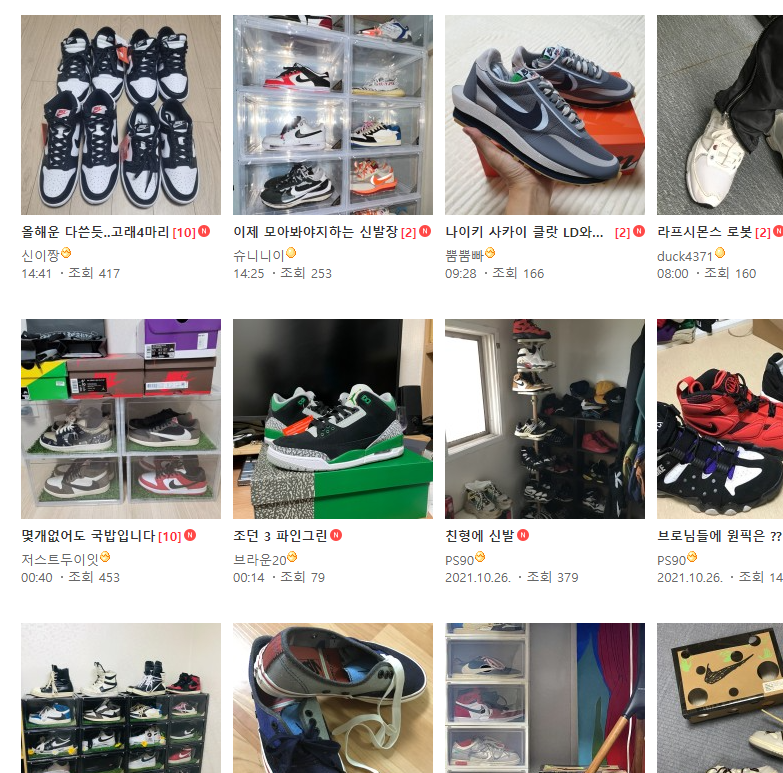 올해운 다쓴듯..고래4마리 [10] N
신이짱
14:41 · 조회 417
이제 모아봐야지하는 신발장 [2] N
슈니니이
14:25 · 조회 253
나이키 사카이 클랏 LD와... [2] N
뿜뿜빠
09:28 · 조회 166
라프시몬스 로봇 [2] N
duck4371
08:00 · 조회 160
몇개없어도 국밥입니다 [10] N
저스트두이잇
00:40 · 조회 453
조던 3 파인그린 N
브라운20
00:14 · 조회 79
친형에 신발 N
PS90
2021.10.26. · 조회 379
브로님들에 원픽은 ??
PS90
2021.10.26. · 조회 14